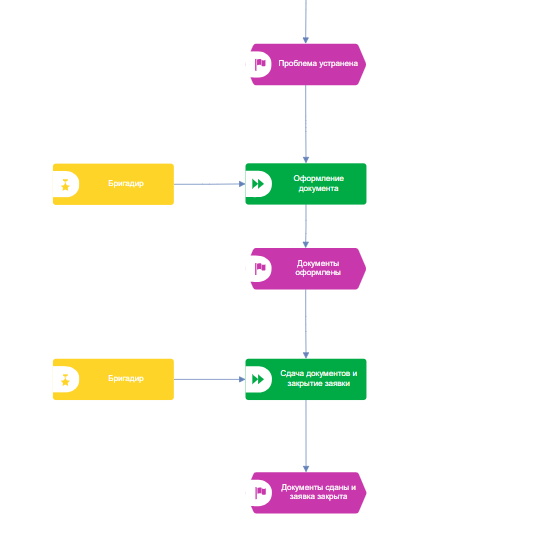 Проблема устранена
Бригадир
Оформление
документа
Документы
оформлены
Бригадир
Сдача документов и
закрытие заявки
Документы сданы и
заявка закрыта